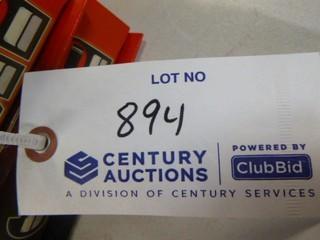 LOT NO
894
CENTURY AUCTIONS
A DIVISION OF CENTURY SERVICES
POWERED BY
ClubBid